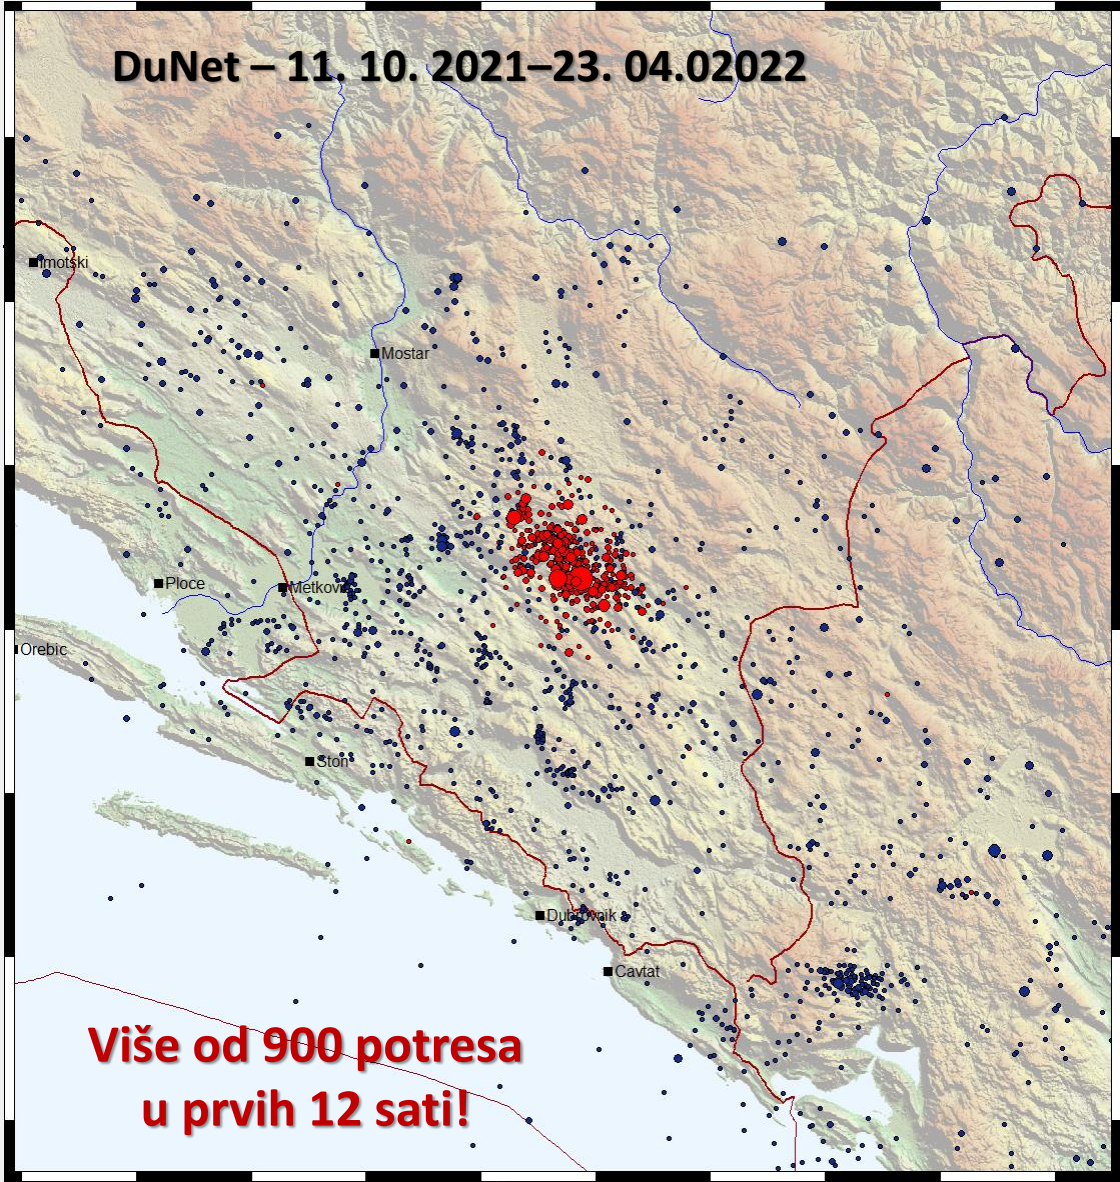 DuNet – 11. 10. 2021–23. 04.02022
Imotski
Mostar
Ploce
Metkovic
Orebic
Ston
Dubrovnik
Cavtat
Više od 900 potresa
u prvih 12 sati!